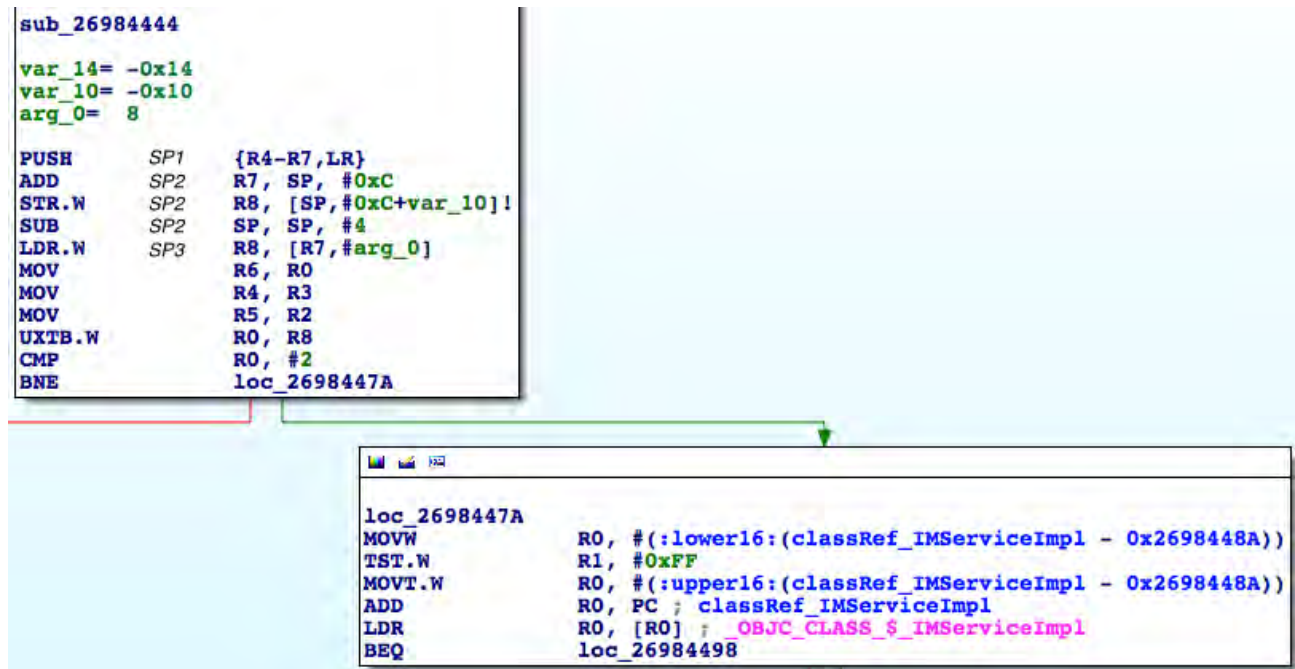 sub_26984444
var_14= -0x14
var_10= -0x10
arg_0= 8
PUSH SP1 {R4-R7,LR}
ADD SP2 R7, SP, #0xC
STR.W SP2 R8, [SP,#0xC+var_10]!
SUB SP2 SP, SP, #4
LDR.W SP3 R8, [R7,#arg_0]
MOV R6, R0
MOV R4, R3
MOV R5, R2
UXTB.W R0, R8
CMP R0, #2
BNE loc_2698447A
loc_2698447A
MOVW R0, #(:lower16:(classRef_IMServiceImpl - 0x2698448A))
TST.W R1, #0xFF
MOVT.W R0, #(:upper16:(classRef_IMServiceImpl - 0x2698448A))
ADD R0, PC ; classRef_IMServiceImpl
LDR R0, [R0] ; _OBJC_CLASS_$_IMServiceImpl
BEQ loc_26984498